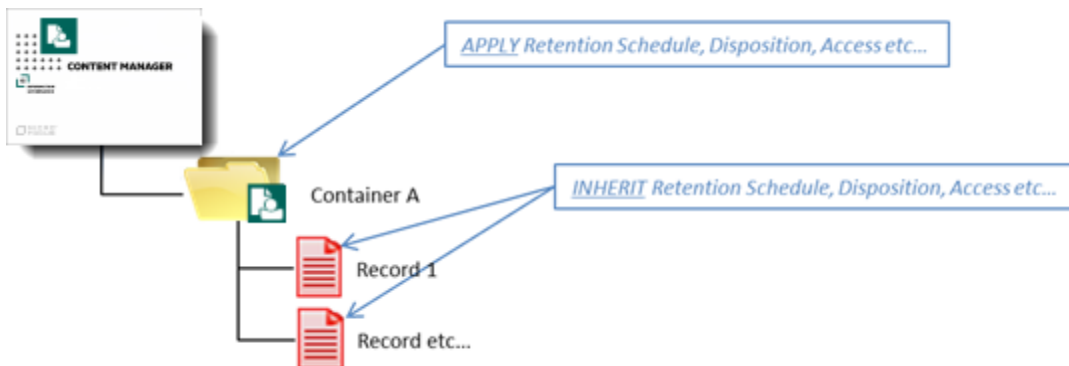 CONTENT MANAGER
APPLY Retention Schedule, Disposition, Access etc...
INHERIT Retention Schedule, Disposition, Access etc...
Container A
Record 1
Record etc...